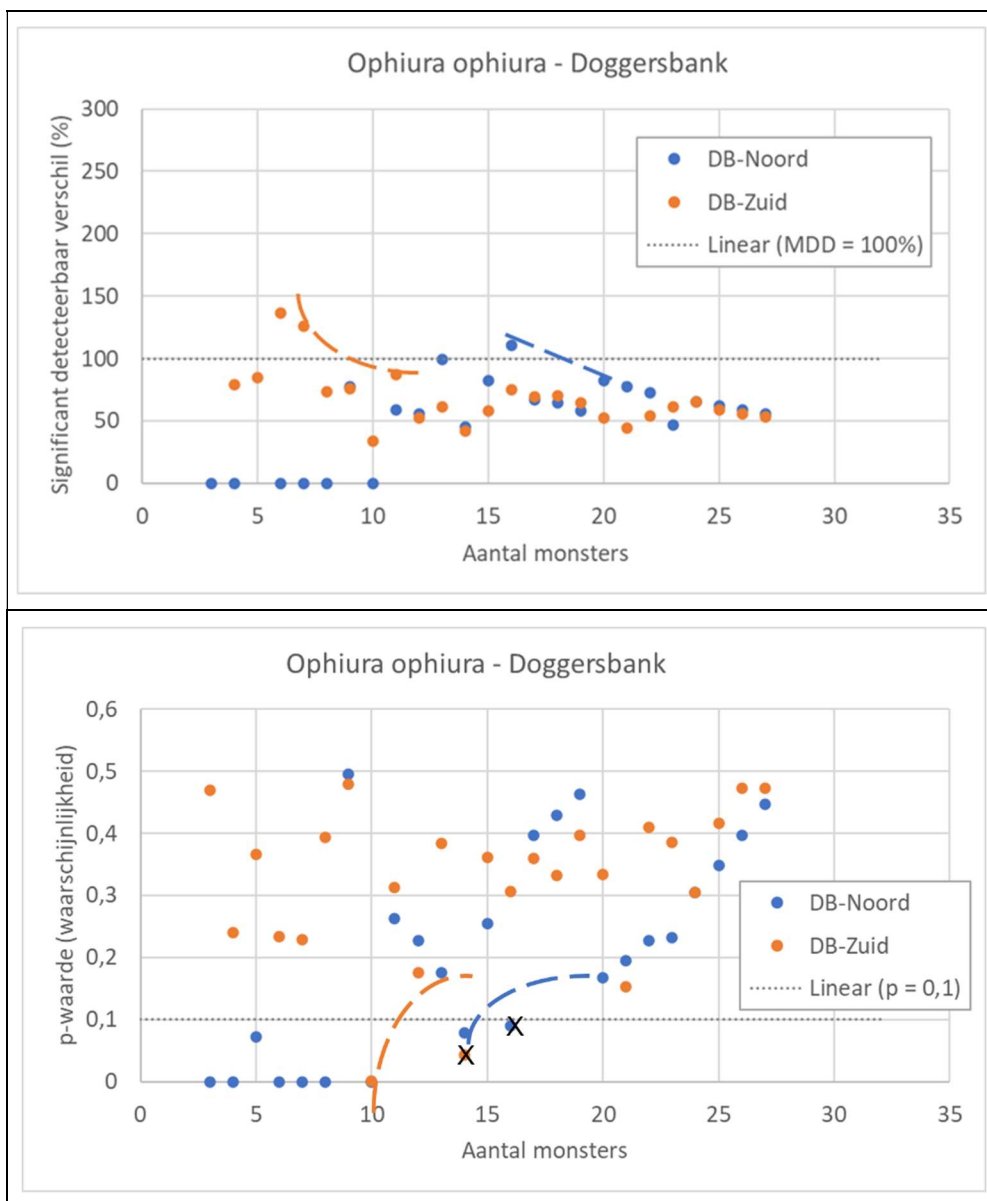 Ophiura ophiura - Doggersbank
Significant detecteerbaar verschil (%)
300
250
200
150
100
50
0
DB-Noord
DB-Zuid
Linear (MDD = 100%)
0 5 10 15 20 25 30 35
Aantal monsters
Ophiura ophiura - Doggersbank
p-waarde (waarschijnlijkheid)
0,6
0,5
0,4
0,3
0,2
0,1
0
DB-Noord
DB-Zuid
Linear (p = 0,1)
X
X
0 5 10 15 20 25 30 35
Aantal monsters